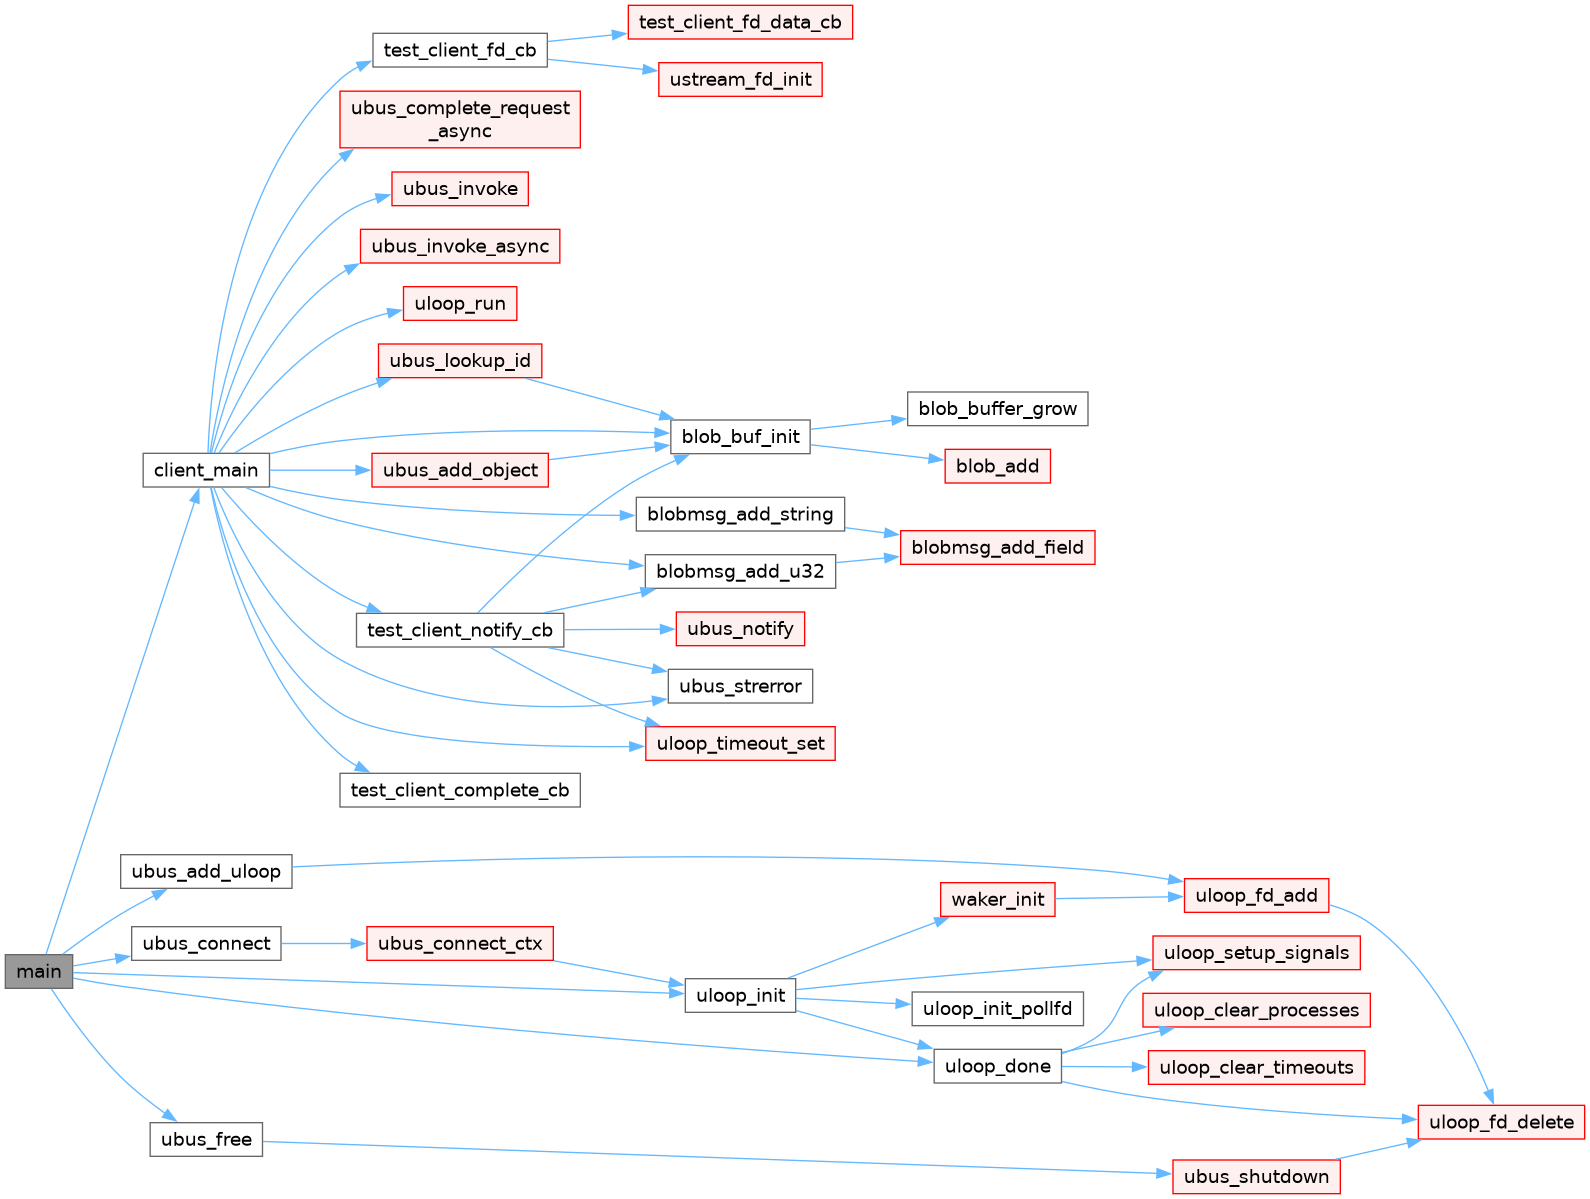 test_client_fd_data_cb
test_client_fd_cb
ustream_fd_init
ubus_complete_request
_async
ubus_invoke
ubus_invoke_async
uloop_run
ubus_lookup_id
blob_buffer_grow
blob_buf_init
client_main
ubus_add_object
blob_add
blobmsg_add_string
blobmsg_add_field
blobmsg_add_u32
test_client_notify_cb
ubus_notify
ubus_strerror
uloop_timeout_set
test_client_complete_cb
ubus_add_uloop
waker_init
uloop_fd_add
ubus_connect
ubus_connect_ctx
uloop_setup_signals
main
uloop_init
uloop_init_pollfd
uloop_clear_processes
uloop_done
uloop_clear_timeouts
uloop_fd_delete
ubus_free
ubus_shutdown